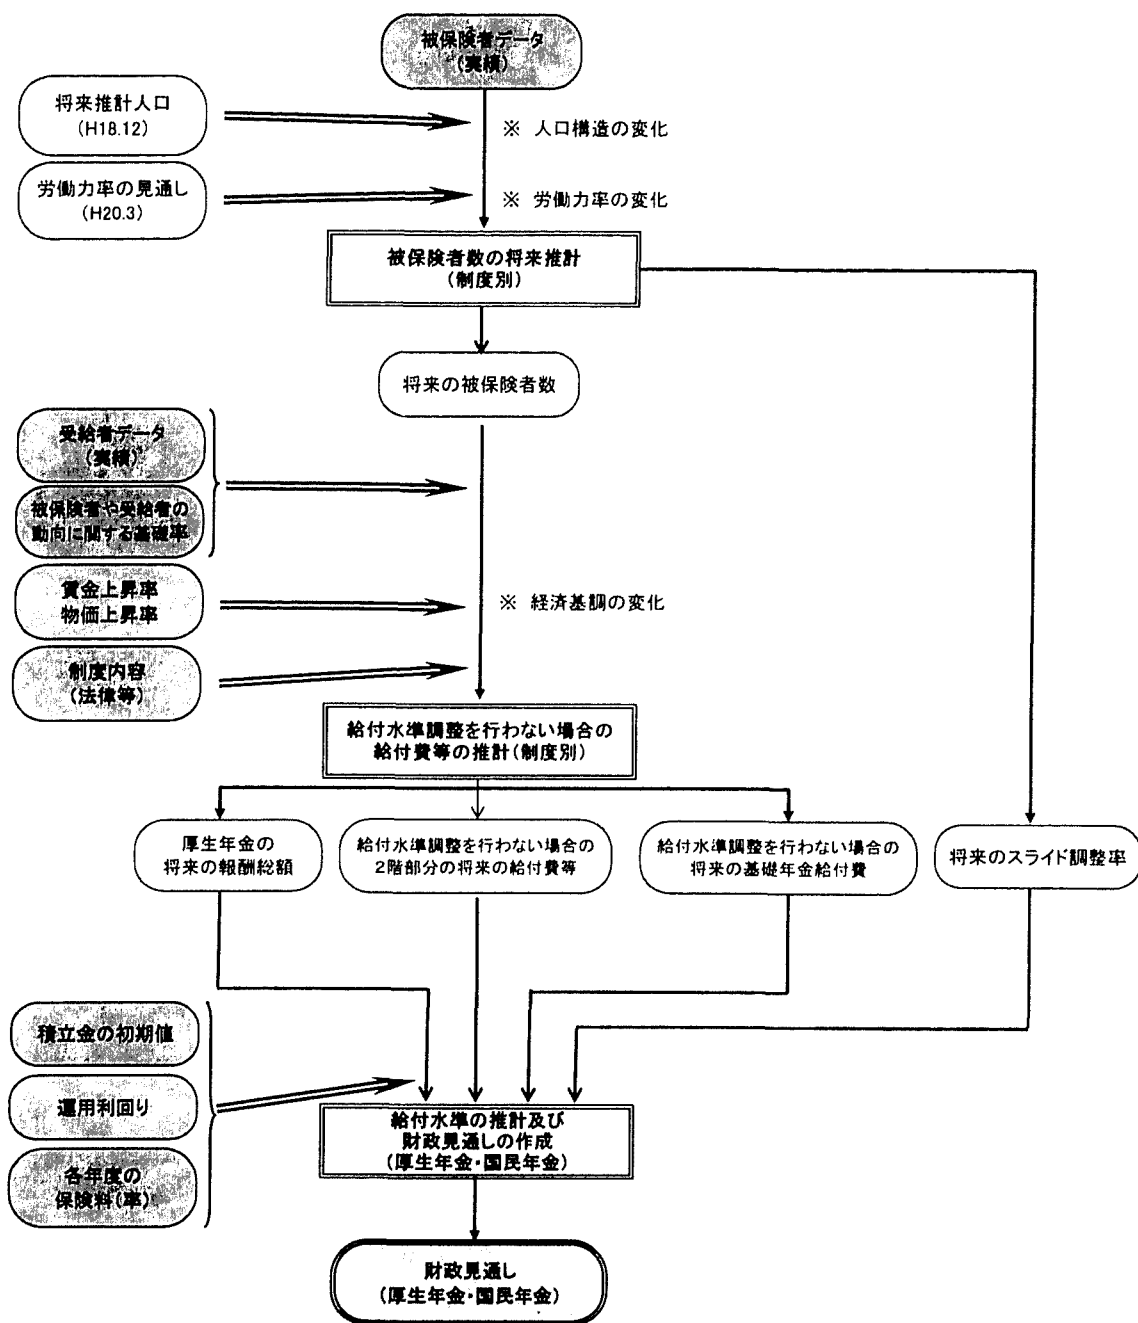 被保険者データ
(実績)
将来推計人口
(H18.12)
※ 人口構造の変化
労働力率の見通し
(H20.3)
※ 労働力率の変化
被保険者数の将来推計
(制度別)
将来の被保険者数
受給者データ
(実績)
被保険者や受給者の
動向に関する基礎率
賃金上昇率
物価上昇率
※ 経済基調の変化
制度内容
(法律等)
給付水準調整を行わない場合の
給付費等の推計(制度別)
厚生年金の
将来の報酬総額
給付水準調整を行わない場合の
2階部分の将来の給付費等
給付水準調整を行わない場合の
将来の基礎年金給付費
将来のスライド調整率
積立金の初期値
運用利回り
各年度の
保険料(率)
給付水準の推計及び
財政見通しの作成
(厚生年金・国民年金)
財政見通し
(厚生年金・国民年金)